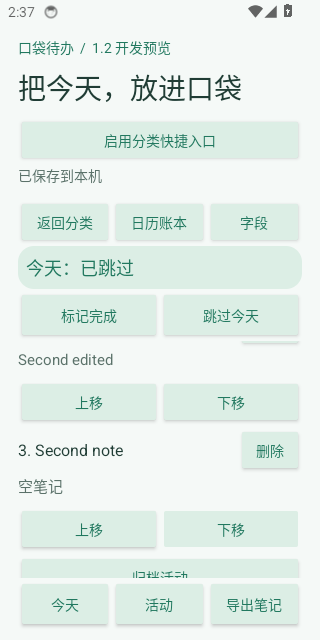 2:37
口袋待办 / 1.2 开发预览
把今天，放进口袋
启用分类快捷入口
已保存到本机
返回分类 日历账本 字段
今天：已跳过
标记完成 跳过今天
Second edited
上移 下移
3. Second note 删除
空笔记
上移 下移
归档活动
今天 活动 导出笔记